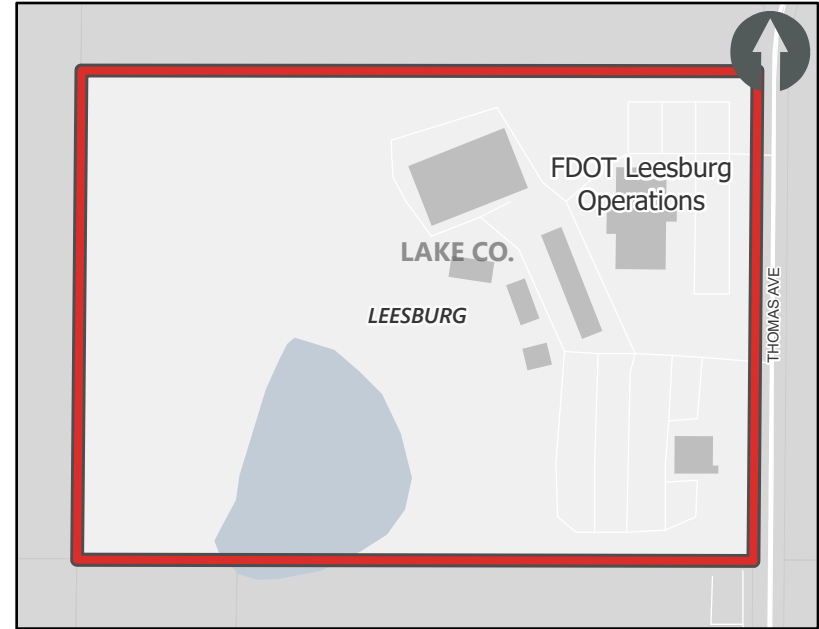 FDOT Leesburg
Operations
LAKE CO.
LEESBURG
THOMAS AVE